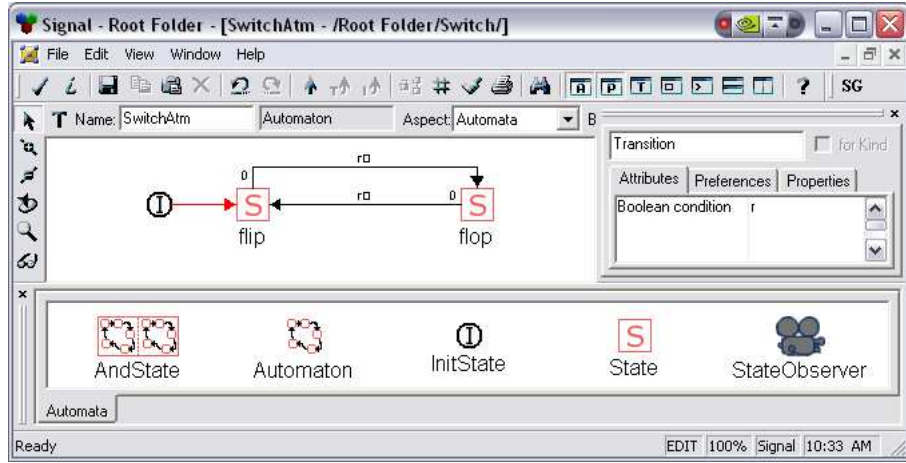 Signal - Root Folder - [SwitchAtm - /Root Folder/Switch/]
File Edit View Window Help
SG
Name: SwitchAtm Automaton Aspect: Automata B
Transition for Kind
Attributes Preferences Properties
Boolean condition r
r
0
r
0
I
S
S
flip
flop
AndState
Automaton
I
InitState
S
State
StateObserver
Automata
Ready EDIT 100% Signal 10:33 AM